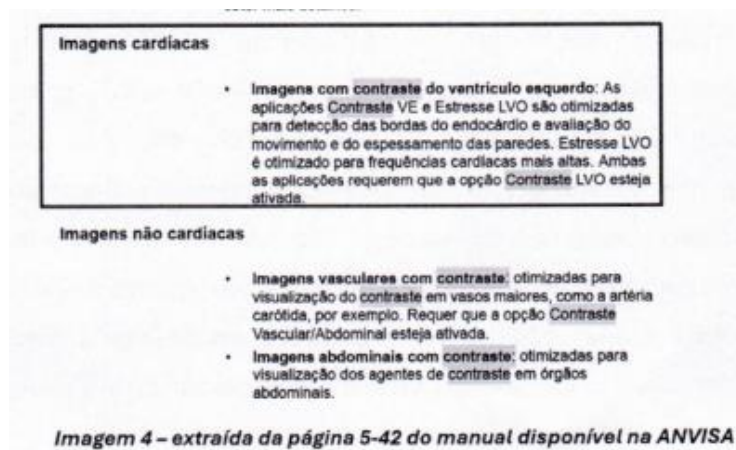 Imagens cardíacas
• Imagens com contraste do ventrículo esquerdo: As
aplicações Contraste VE e Estresse LVO são otimizadas
para detecção das bordas do endocárdio e avaliação do
movimento e do espessamento das paredes. Estresse LVO
é otimizado para frequências cardíacas mais altas. Ambas
as aplicações requerem que a opção Contraste LVO esteja
ativada.
Imagens não cardíacas
• Imagens vasculares com contraste: otimizadas para
visualização do contraste em vasos maiores, como a artéria
carótida, por exemplo. Requer que a opção Contraste
Vascular/Abdominal esteja ativada.
• Imagens abdominais com contraste: otimizadas para
visualização dos agentes de contraste em órgãos
abdominais.
Imagem 4 – extraída da página 5-42 do manual disponível na ANVISA